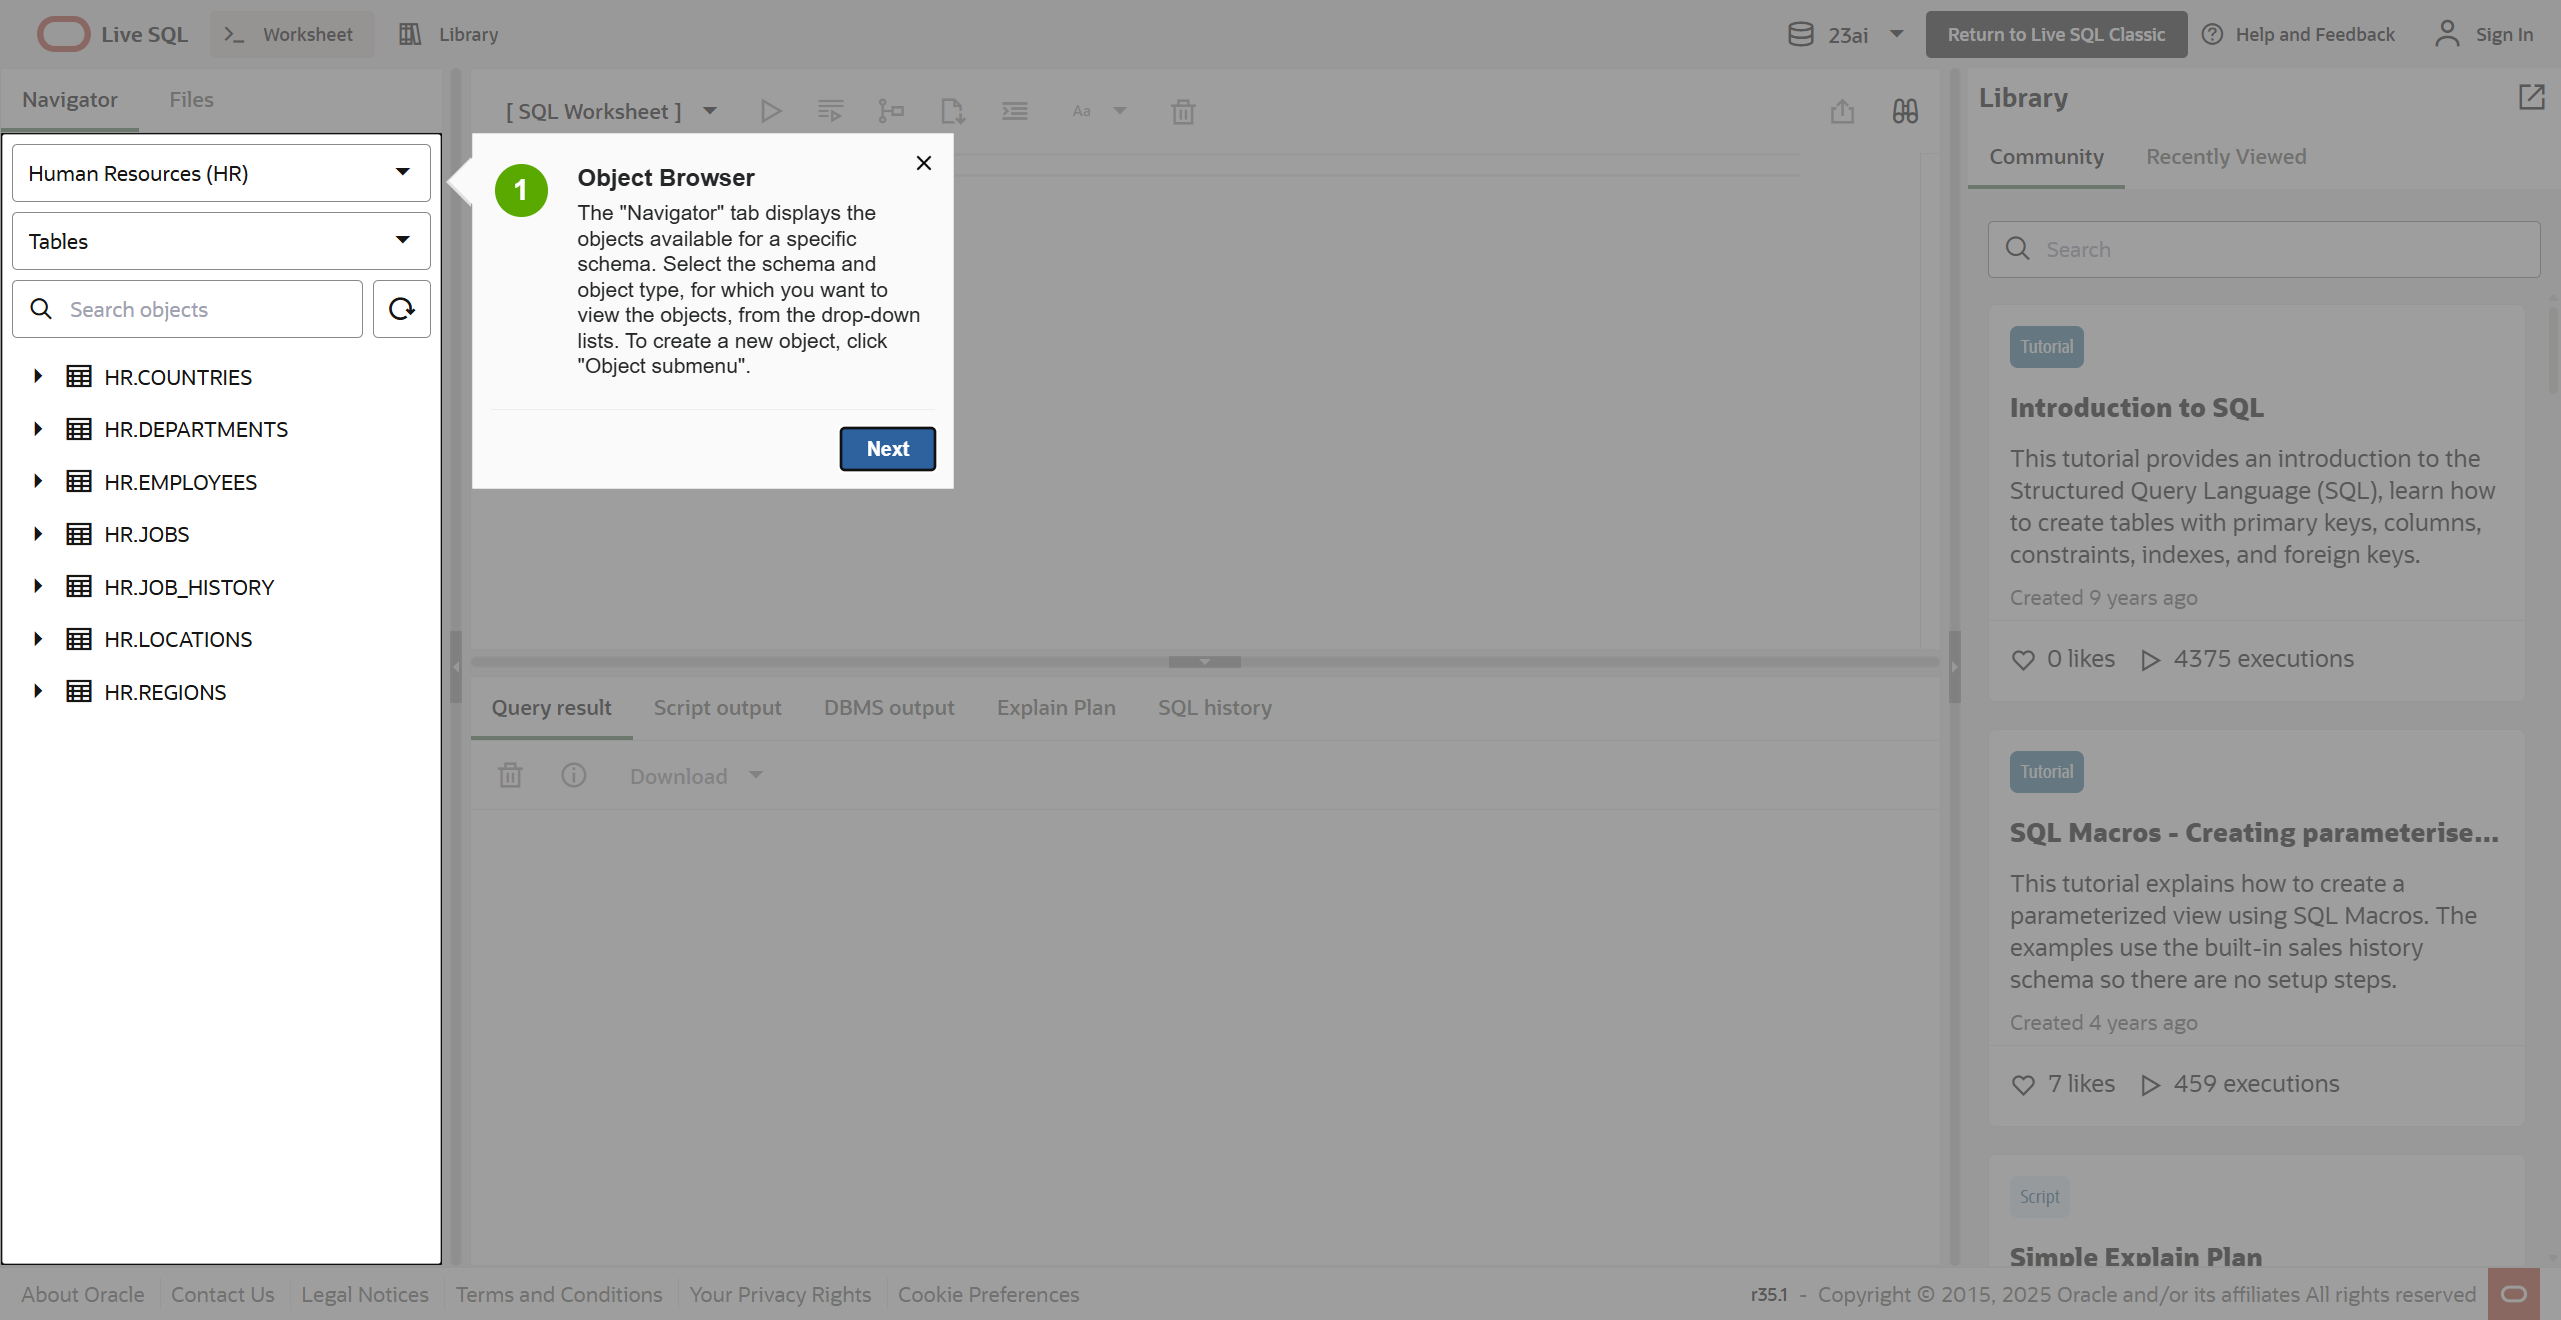 Live SQL
Worksheet
Library
23ai
Return to Live SQL Classic
Help and Feedback
Sign In
Navigator
Files
Human Resources (HR)
Tables
Search objects
HR.COUNTRIES
HR.DEPARTMENTS
HR.EMPLOYEES
HR.JOBS
HR.JOB_HISTORY
HR.LOCATIONS
HR.REGIONS
[ SQL Worksheet ]
Aa
1
Object Browser
The "Navigator" tab displays the
objects available for a specific
schema. Select the schema and
object type, for which you want to
view the objects, from the drop-down
lists. To create a new object, click
"Object submenu".
Next
Query result
Script output
DBMS output
Explain Plan
SQL history
Download
Library
Community
Recently Viewed
Search
Tutorial
Introduction to SQL
This tutorial provides an introduction to the
Structured Query Language (SQL), learn how
to create tables with primary keys, columns,
constraints, indexes, and foreign keys.
Created 9 years ago
0 likes
4375 executions
Tutorial
SQL Macros - Creating parameterise...
This tutorial explains how to create a
parameterized view using SQL Macros. The
examples use the built-in sales history
schema so there are no setup steps.
Created 4 years ago
7 likes
459 executions
Script
Simple Explain Plan
About Oracle
Contact Us
Legal Notices
Terms and Conditions
Your Privacy Rights
Cookie Preferences
r35.1 - Copyright © 2015, 2025 Oracle and/or its affiliates All rights reserved